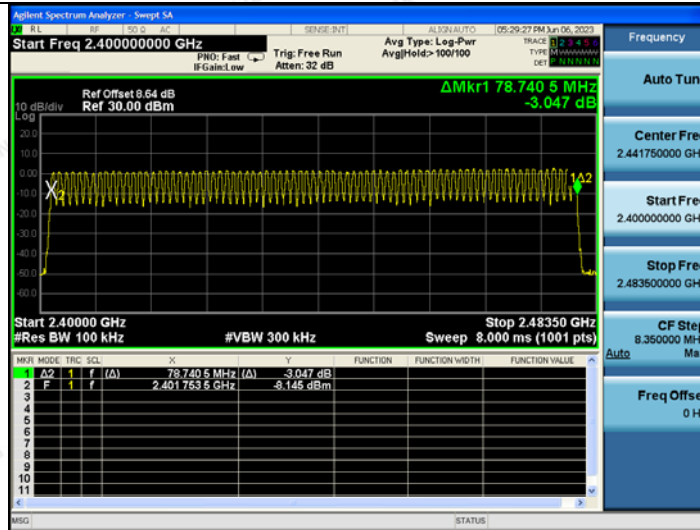 Agilent Spectrum Analyzer - Swept SA
RL RF 50 Ω AC SENSE:INT ALIGNAUTO 05:29:27 PM Jun 06, 2023
Start Freq 2.400000000 GHz
PNO: Fast
IFGain:Low
Trig: Free Run
Atten: 32 dB
Avg Type: Log-Pwr
Avg|Hold:> 100/100
TRACE 1 2 3 4 5 6
TYPE M
DET P N N N N N
ΔMkr1 78.740 5 MHz
-3.047 dB
Ref Offset 8.64 dB
10 dB/div Ref 30.00 dBm
Log
20.0
10.0
0.00
-10.0
-20.0
-30.0
-40.0
-50.0
-60.0
2
1Δ2
Start 2.40000 GHz Stop 2.48350 GHz
#Res BW 100 kHz #VBW 300 kHz Sweep 8.000 ms (1001 pts)
MKR MODE TRC SCL X Y FUNCTION FUNCTION WIDTH FUNCTION VALUE
1 Δ2 1 f (Δ) 78.740 5 MHz (Δ) -3.047 dB
2 F 1 f 2.401 753 5 GHz -8.145 dBm
3
4
5
6
7
8
9
10
11
MSG STATUS
Frequency
Auto Tun
Center Fre
2.441750000 GH
Start Fre
2.400000000 GH
Stop Fre
2.483500000 GH
CF Ste
8.350000 MH
Auto Ma
Freq Offse
0 H